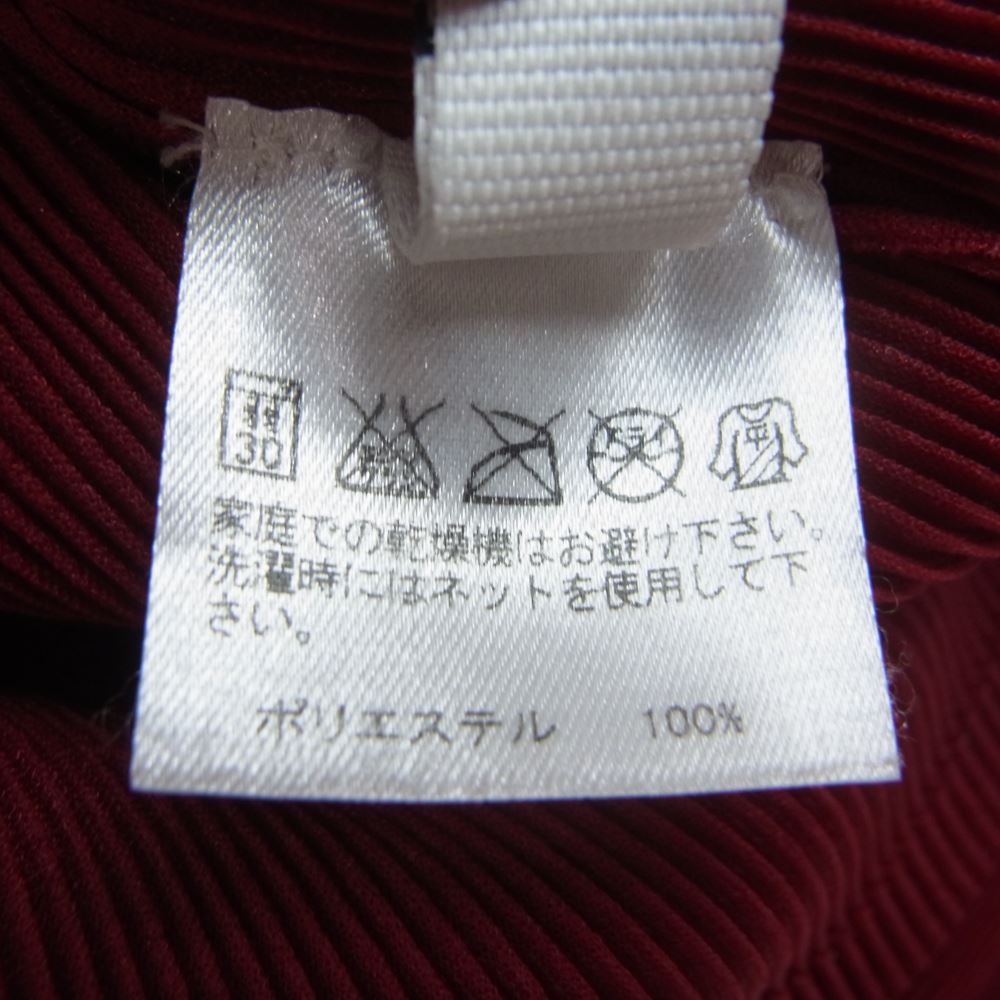 30
家庭での乾燥機はお避け下さい。
洗濯時にはネットを使用して下
さい。
ポリエステル 100%